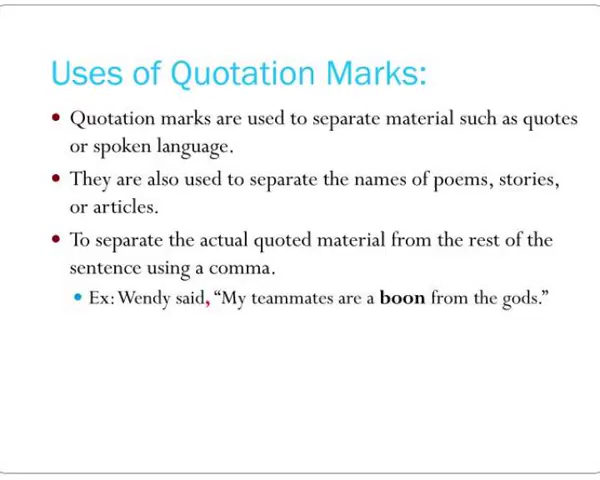 Uses of Quotation Marks:
• Quotation marks are used to separate material such as quotes
or spoken language.
• They are also used to separate the names of poems, stories,
or articles.
• To separate the actual quoted material from the rest of the
sentence using a comma.
• Ex: Wendy said, “My teammates are a boon from the gods.”